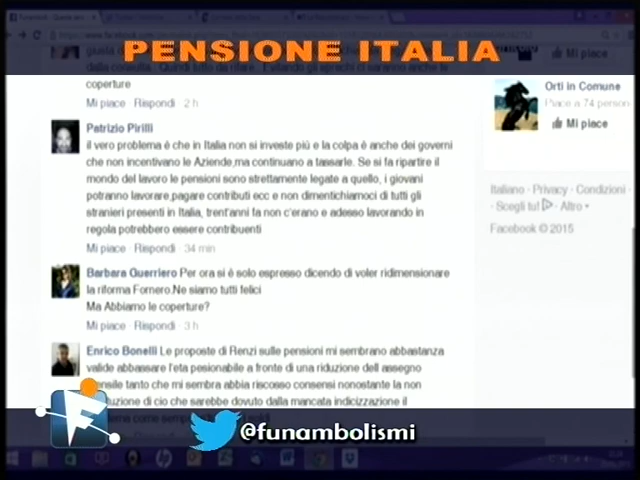 PENSIONE ITALIA
coperture
Mi piace · Rispondi · 2 h
Patrizio Pirilli
il vero problema è che in Italia non si investe più e la colpa è anche dei governi
che non incentivano le Aziende,ma continuano a tassarle. Se si fa ripartire il
mondo del lavoro le pensioni sono strettamente legate a quello, i giovani
potranno lavorare,pagare contributi ecc e non dimentichiamoci di tutti gli
stranieri presenti in Italia, trent'anni fa non c'erano e adesso lavorando in
regola potrebbero essere contribuenti
Mi piace · Rispondi · 34 min
Barbara Guerriero Per ora si è solo espresso dicendo di voler ridimensionare
la riforma Fornero.Ne siamo tutti felici
Ma Abbiamo le coperture?
Mi piace · Rispondi · 3 h
Enrico Bonelli Le proposte di Renzi sulle pensioni mi sembrano abbastanza
valide abbassare l'eta pesionabile a fronte di una riduzione dell assegno
tanto che mi sembra abbia riscosso consensi nonostante la non
di cio che sarebbe dovuto dalla mancata indicizzazione il
Mi piace
Orti in Comune
Piace a 74 person
Mi piace
Italiano · Privacy · Condizioni
· Scegli tu! · Altro
Facebook © 2015
@funambolismi